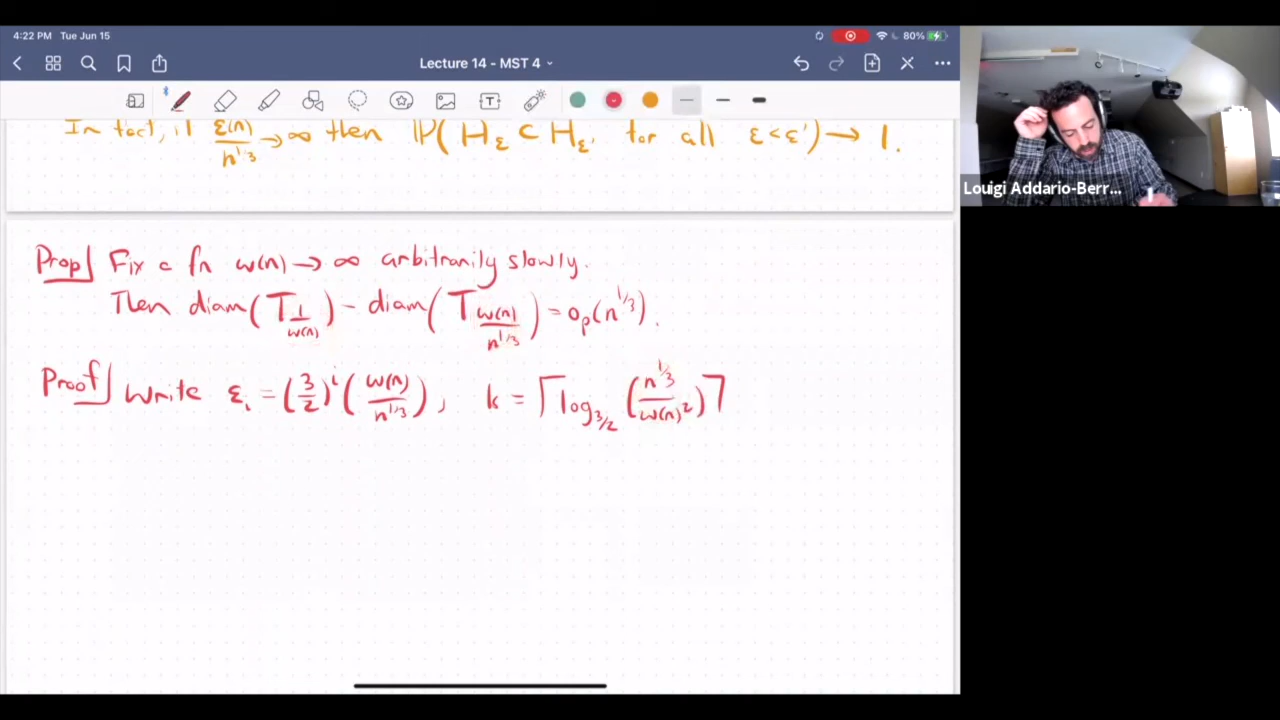 4:22 PM Tue Jun 15
80%
Lecture 14 - MST 4
In fact, if ε(n)/n^{1/3} → ∞ then ℙ(H_ε ⊂ H_ε' for all ε<ε') → 1.
Louigi Addario-Berr...
Prop Fix a fn w(n) → ∞ arbitrarily slowly.
Then diam(T_{1/w(n)}) - diam(T_{w(n)/n^{1/3}}) = o_p(n^{1/3}).
Proof Write ε_i = (3/2)^i (w(n)/n^{1/3}), k = ⌈log_{3/2}(n^{1/3}/w(n)^2)⌉